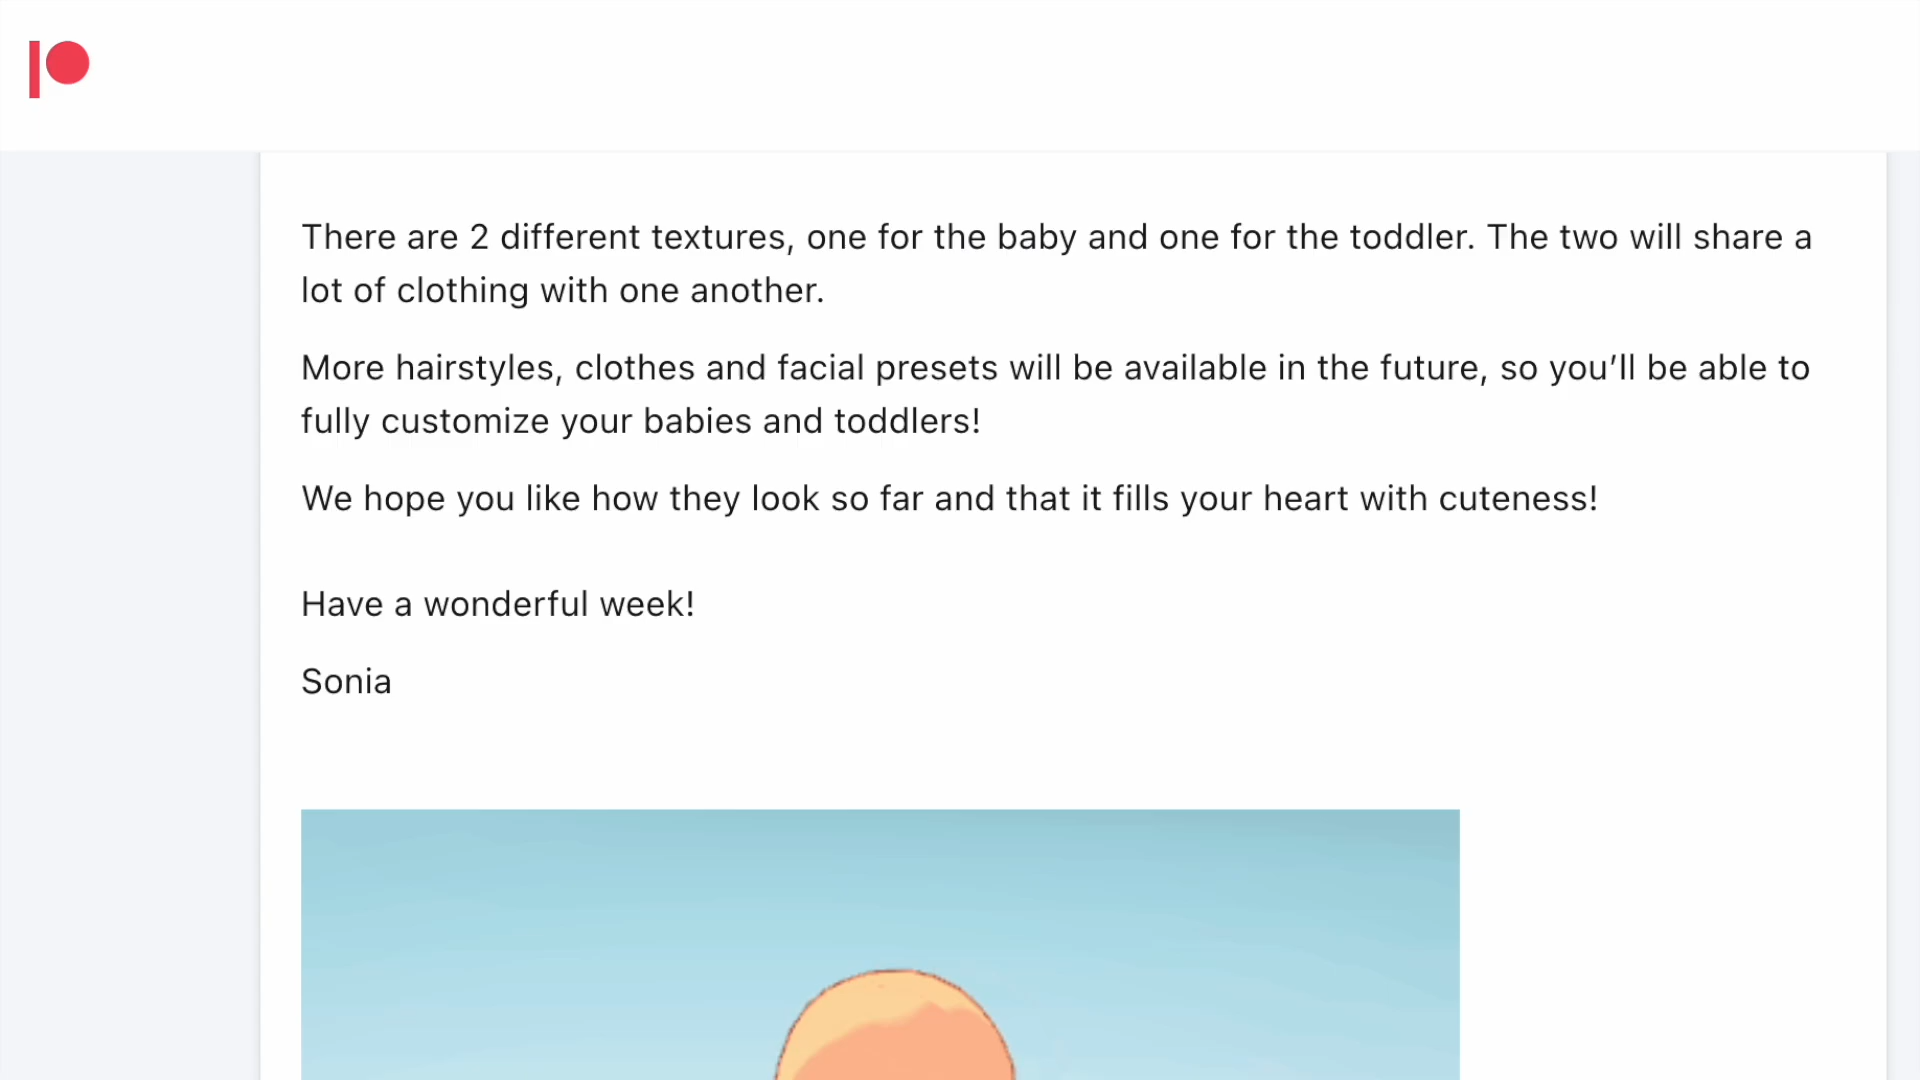 There are 2 different textures, one for the baby and one for the toddler. The two will share a
lot of clothing with one another.
More hairstyles, clothes and facial presets will be available in the future, so you’ll be able to
fully customize your babies and toddlers!
We hope you like how they look so far and that it fills your heart with cuteness!
Have a wonderful week!
Sonia